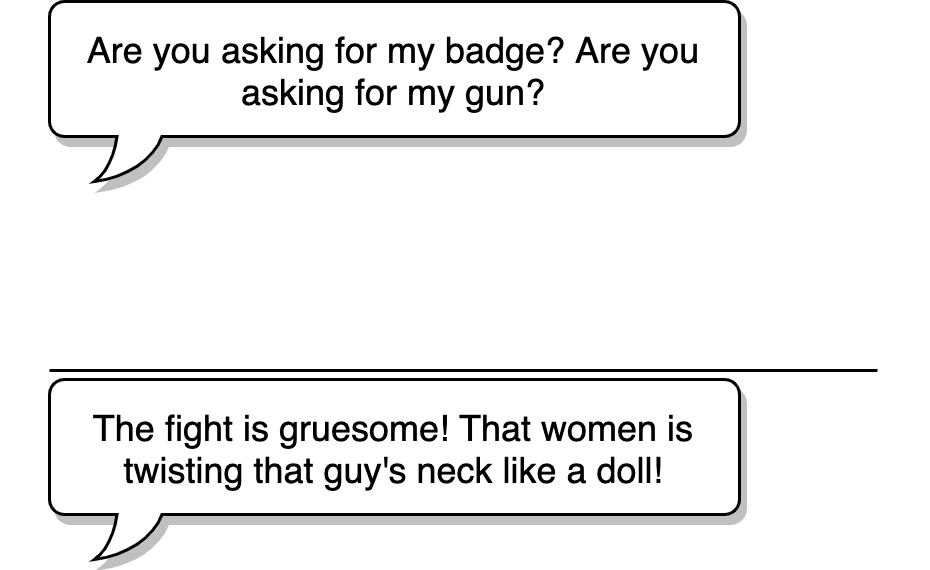 Are you asking for my badge? Are you
asking for my gun?
The fight is gruesome! That women is
twisting that guy's neck like a doll!